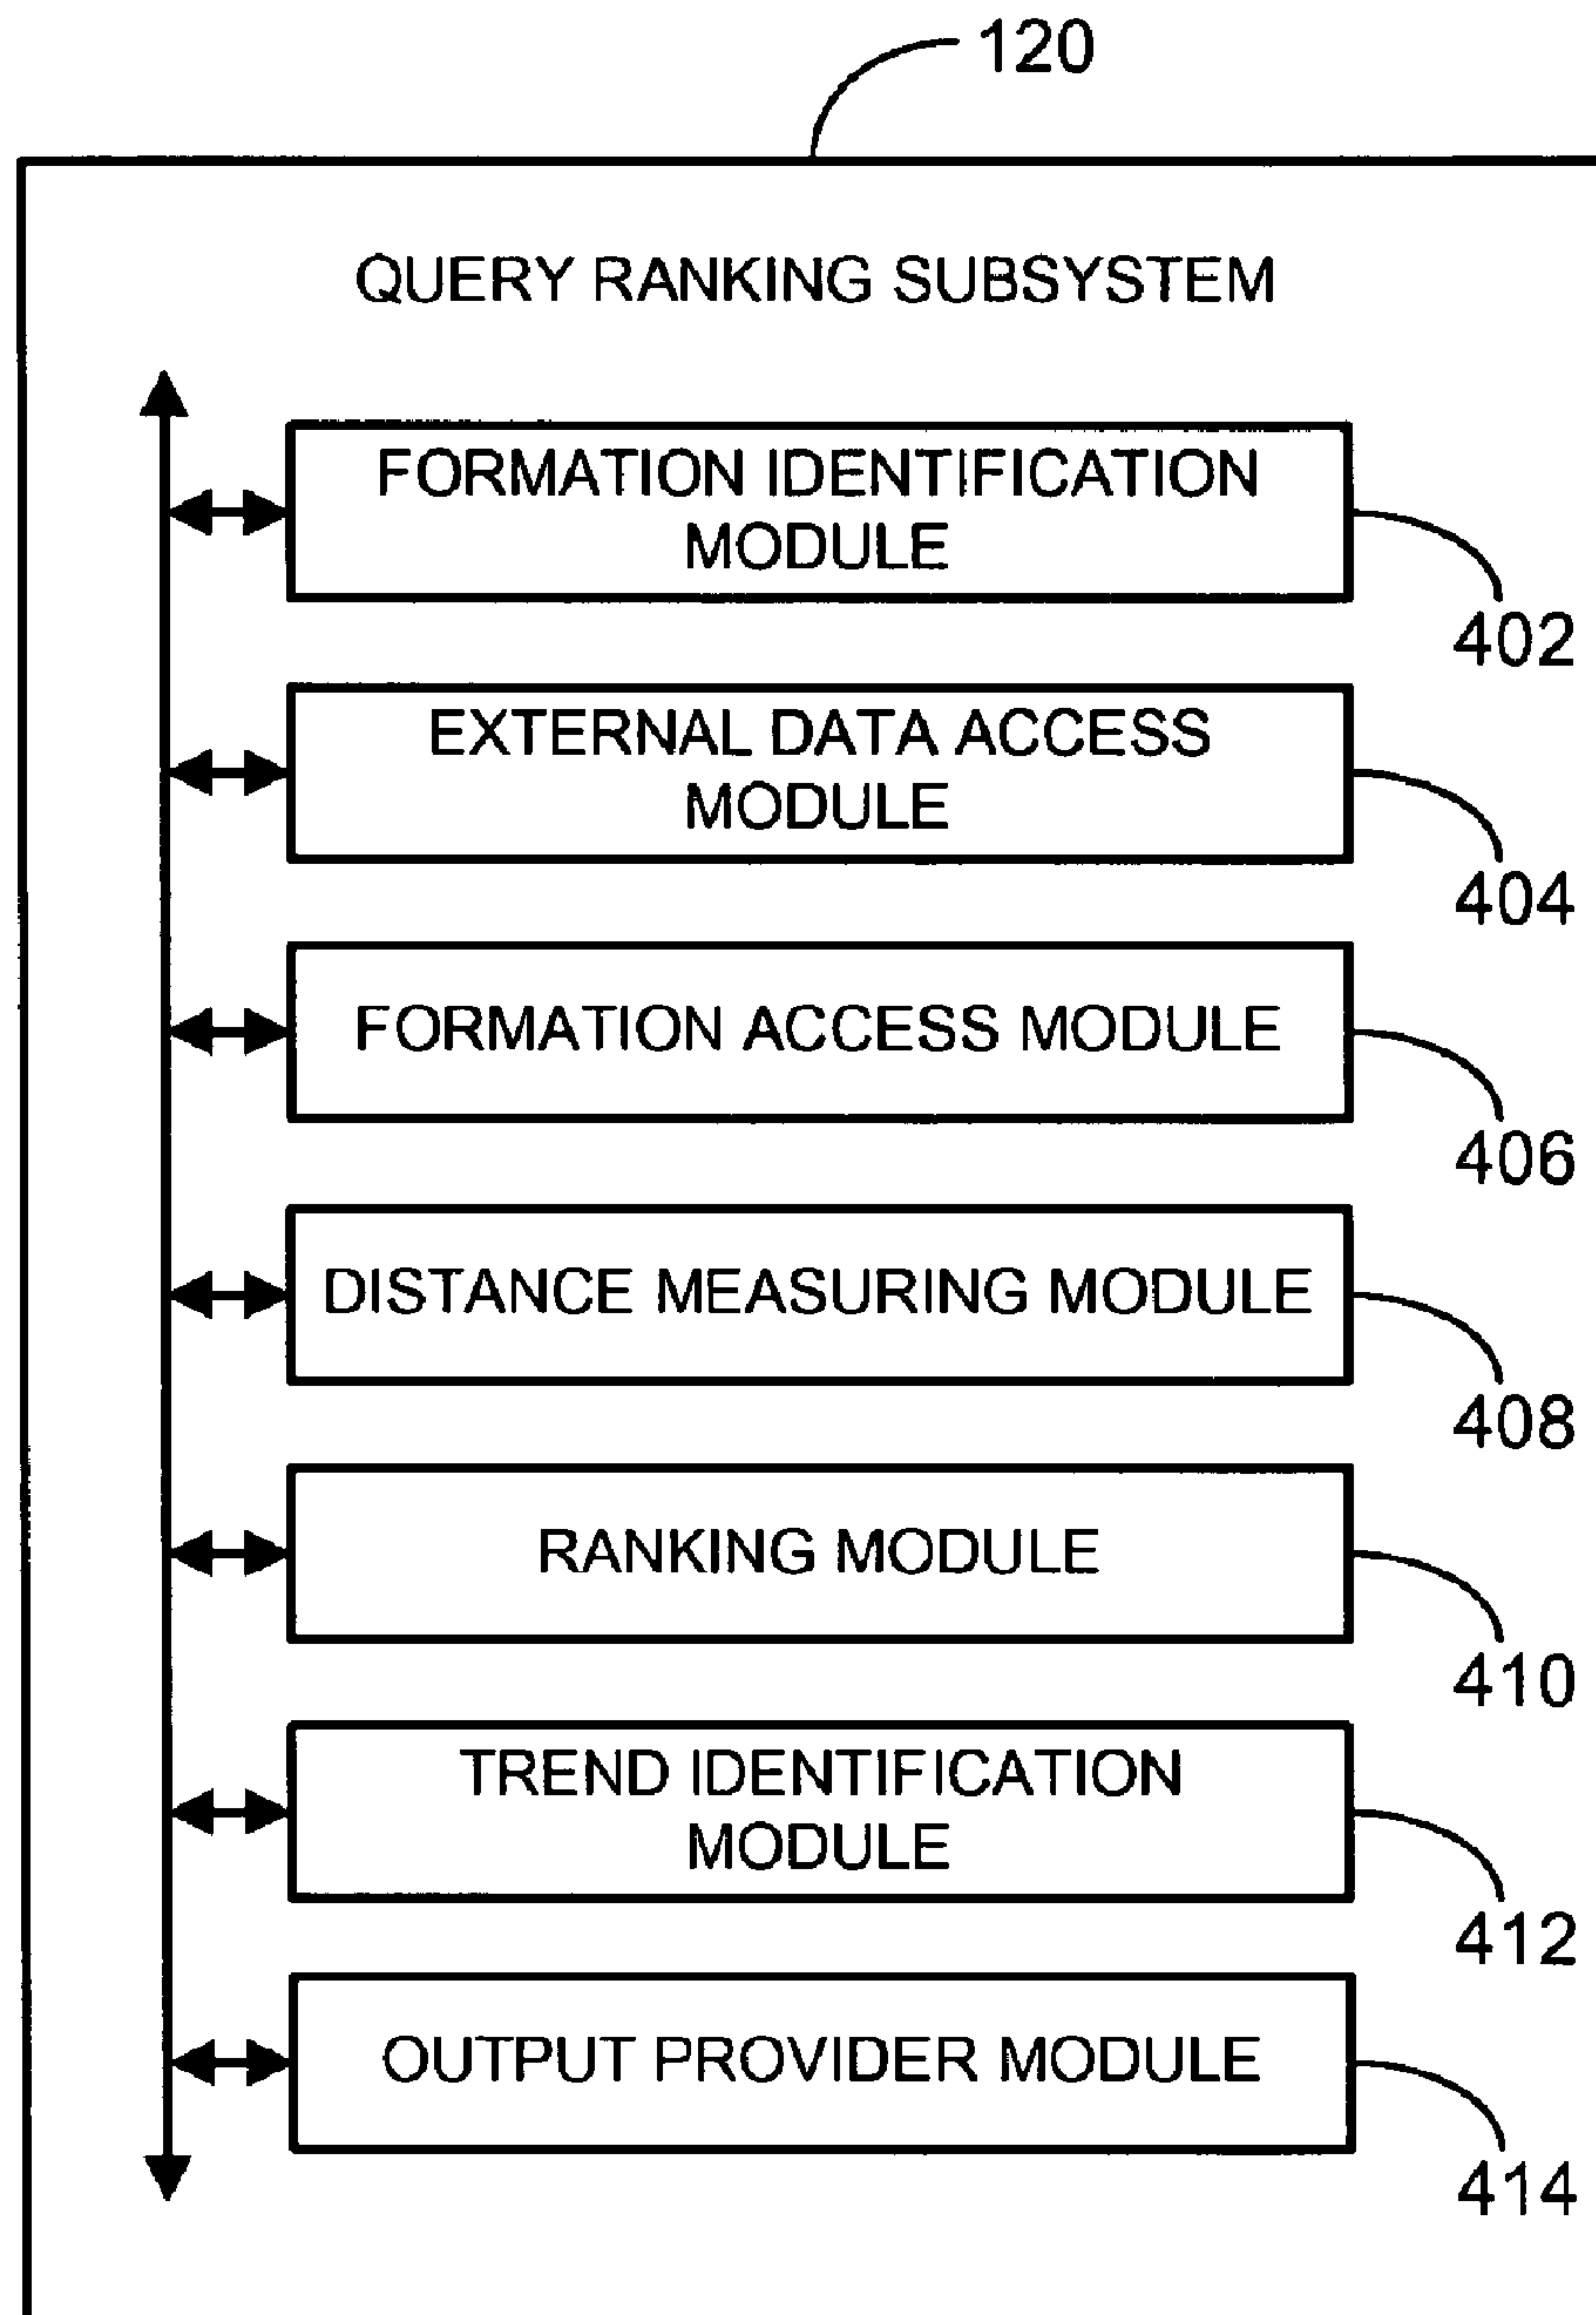 120
QUERY RANKING SUBSYSTEM
FORMATION IDENTIFICATION
MODULE
402
EXTERNAL DATA ACCESS
MODULE
404
FORMATION ACCESS MODULE
406
DISTANCE MEASURING MODULE
408
RANKING MODULE
410
TREND IDENTIFICATION
MODULE
412
OUTPUT PROVIDER MODULE
414